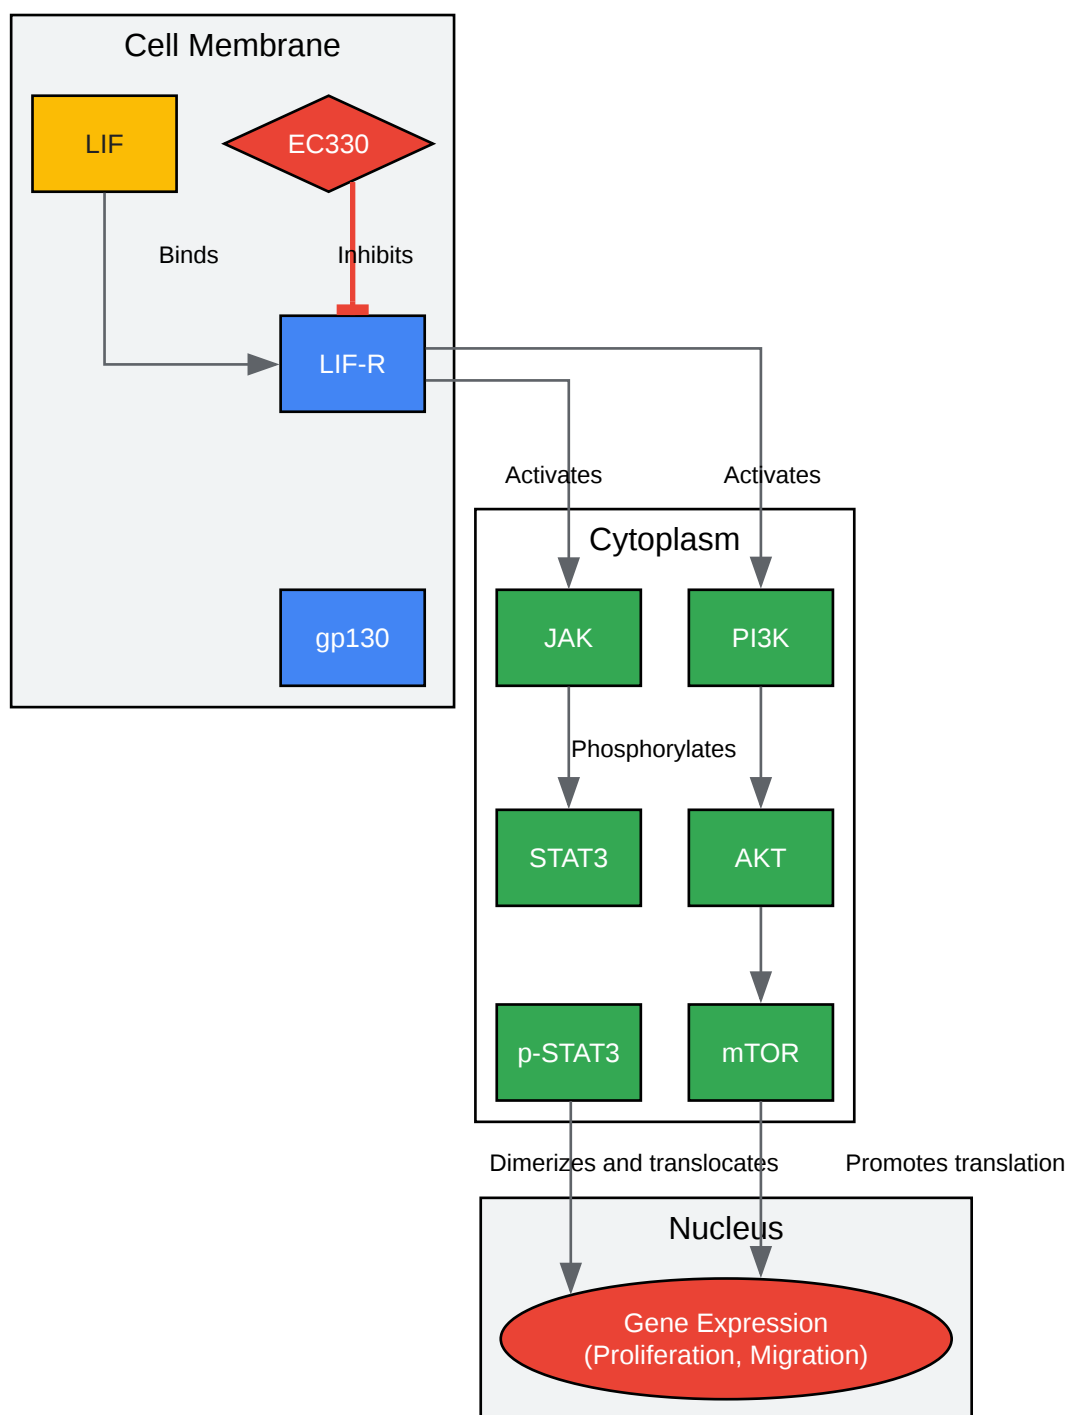 Cell Membrane
LIF
EC330
Binds
Inhibits
LIF-R
Activates
Activates
Cytoplasm
gp130
JAK
PI3K
Phosphorylates
STAT3
AKT
p-STAT3
mTOR
Dimerizes and translocates
Promotes translation
Nucleus
Gene Expression
(Proliferation, Migration)